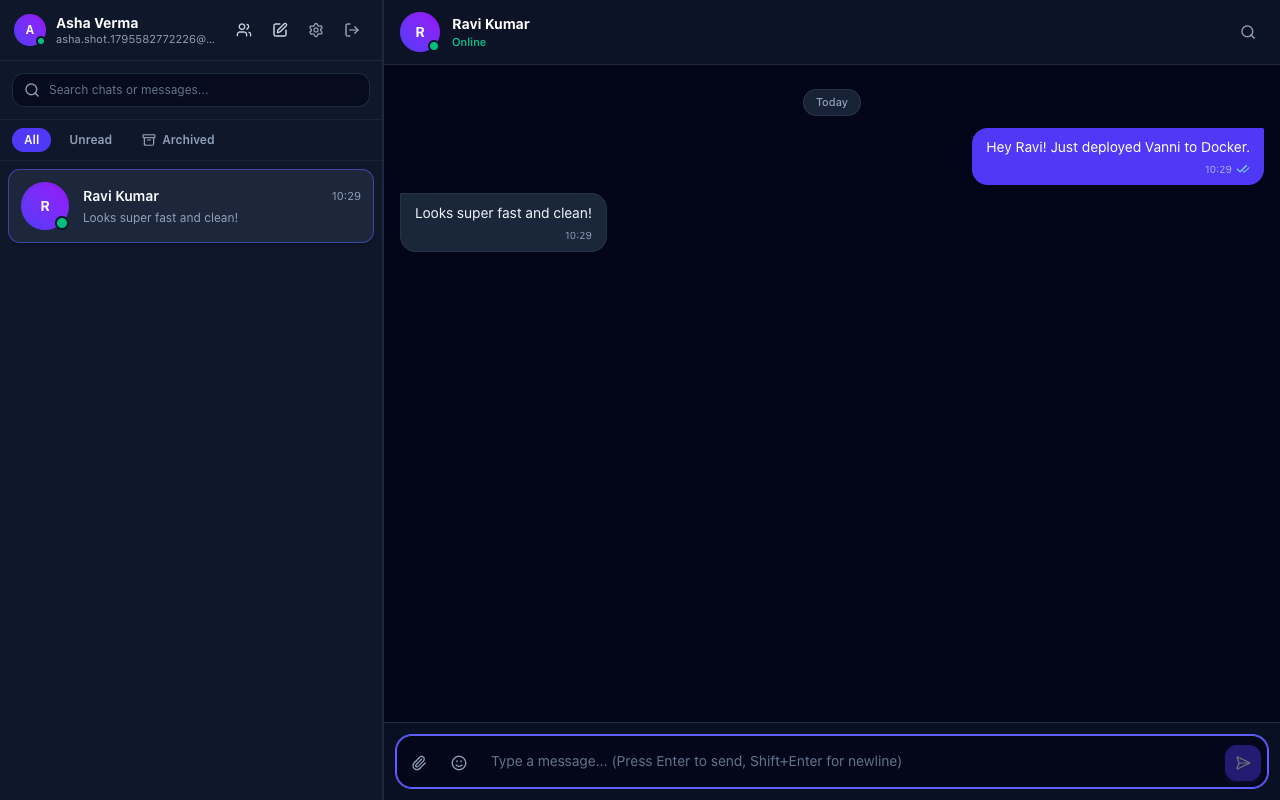 A
Asha Verma
asha.shot.1795582772226@...
Search chats or messages...
All
Unread
Archived
R
Ravi Kumar
10:29
Looks super fast and clean!
R
Ravi Kumar
Online
Today
Hey Ravi! Just deployed Vanni to Docker.
10:29
Looks super fast and clean!
10:29
Type a message... (Press Enter to send, Shift+Enter for newline)